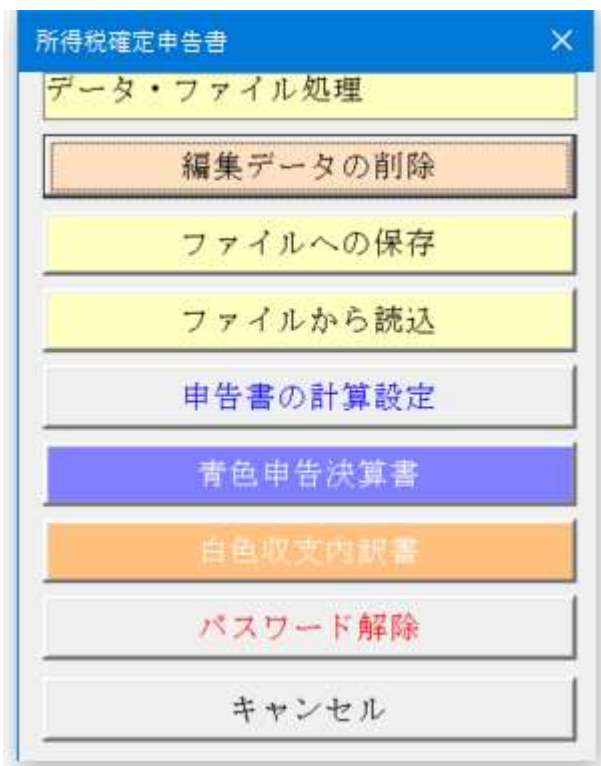 所得税確定申告書
データ・ファイル処理
編集データの削除
ファイルへの保存
ファイルから読込
申告書の計算設定
青色申告決算書
白色収支内訳書
パスワード解除
キャンセル